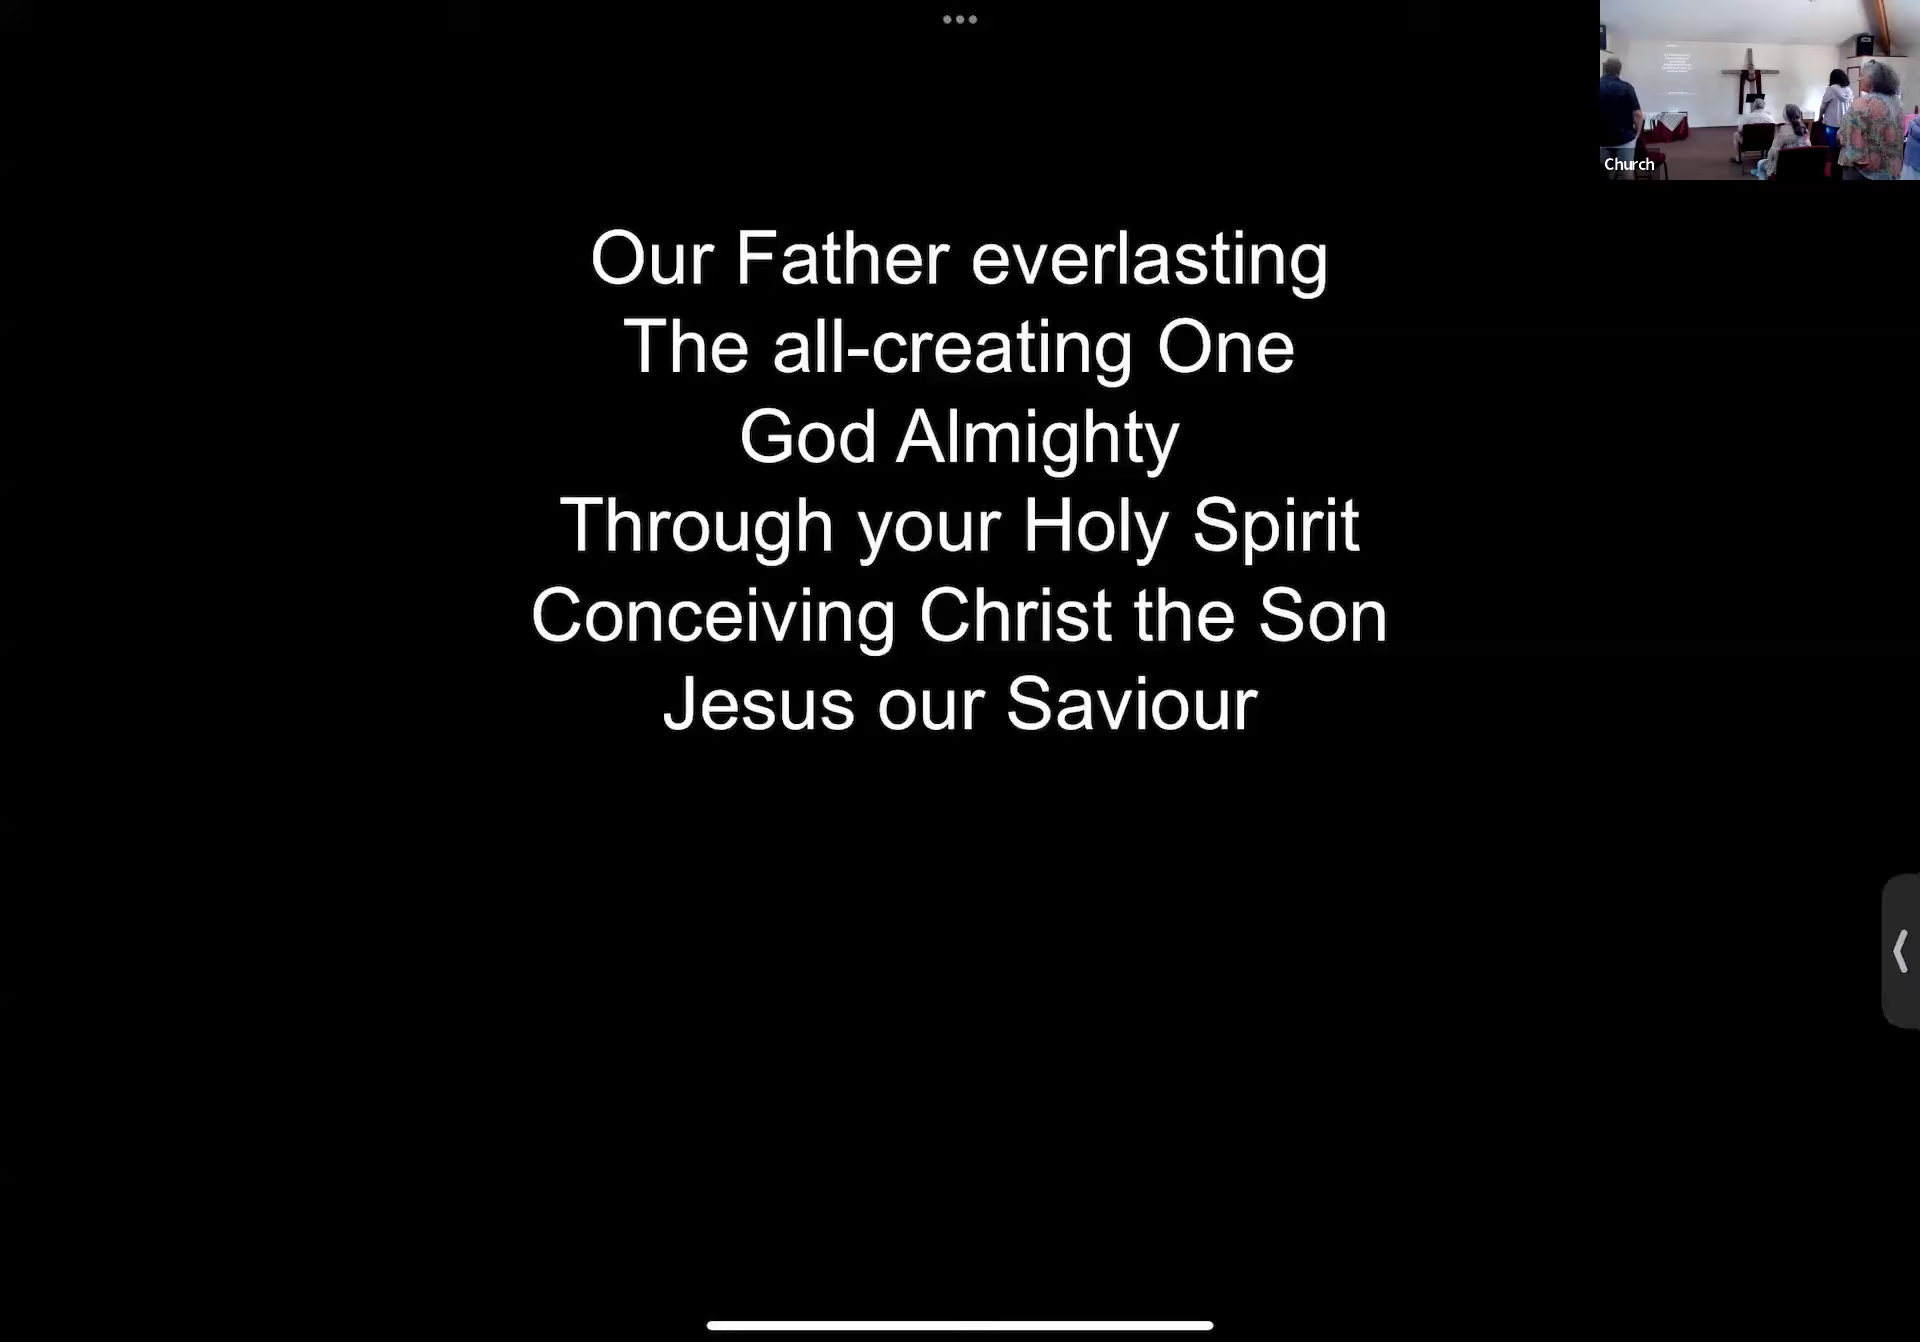 Church
Our Father everlasting
The all-creating One
God Almighty
Through your Holy Spirit
Conceiving Christ the Son
Jesus our Saviour